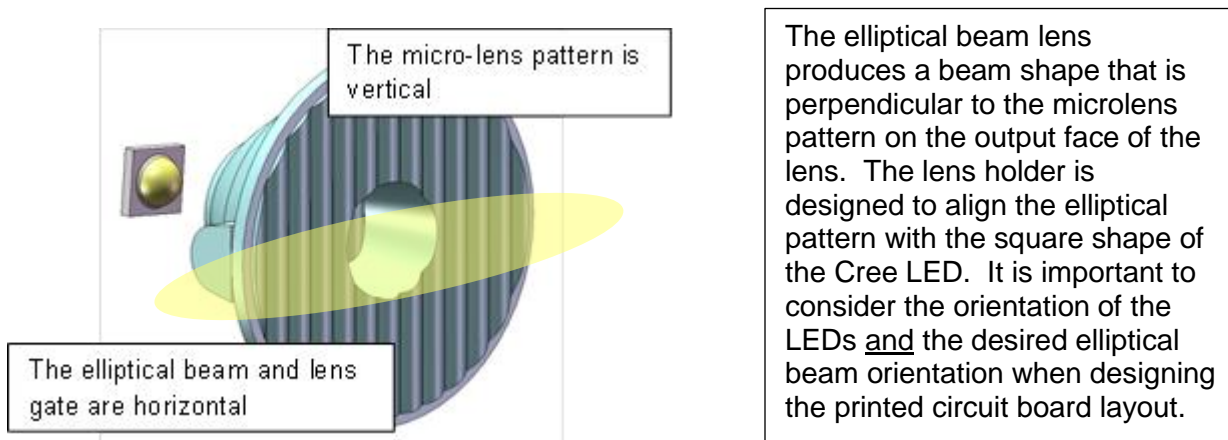 The micro-lens pattern is
vertical
The elliptical beam and lens
gate are horizontal
The elliptical beam lens
produces a beam shape that is
perpendicular to the microlens
pattern on the output face of the
lens.  The lens holder is
designed to align the elliptical
pattern with the square shape of
the Cree LED.  It is important to
consider the orientation of the
LEDs and the desired elliptical
beam orientation when designing
the printed circuit board layout.